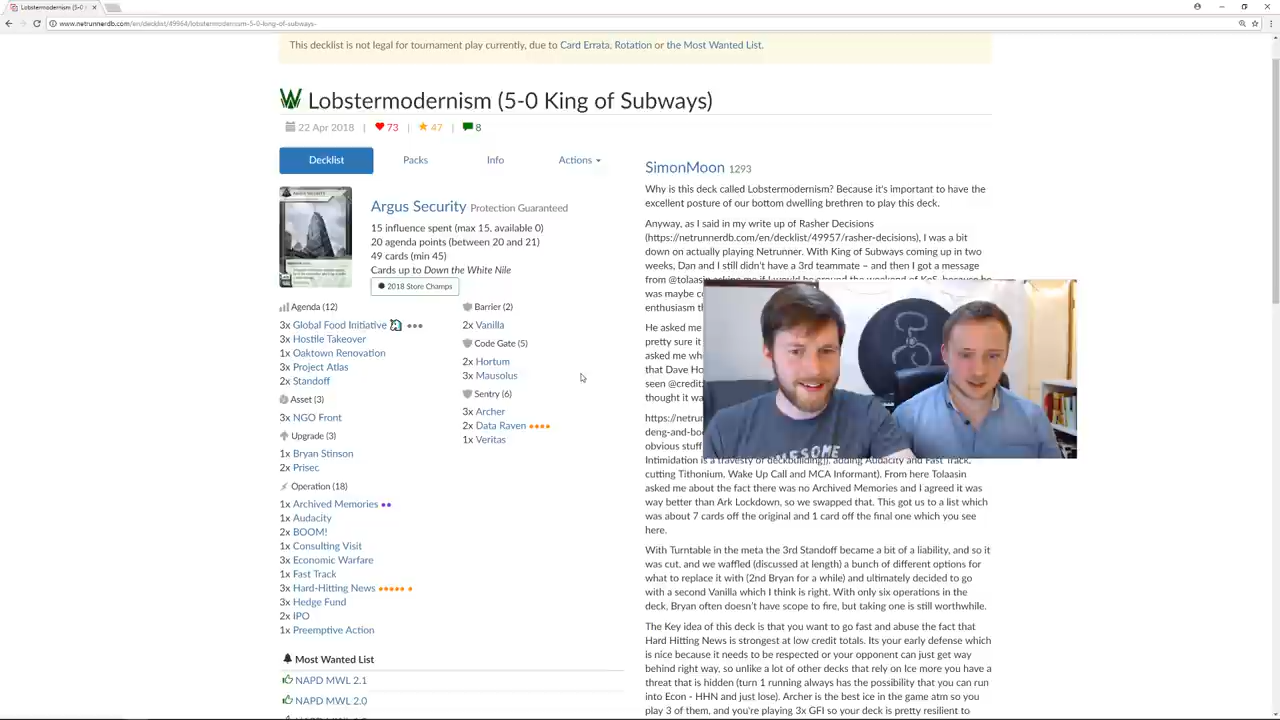 Lobstermodernism (5-0
www.netrunnerdb.com/en/decklist/49964/lobstermodernism-5-0-king-of-subways-
This decklist is not legal for tournament play currently, due to Card Errata, Rotation or the Most Wanted List.
Lobstermodernism (5-0 King of Subways)
22 Apr 2018 | 73 | 47 | 8
Decklist
Packs
Info
Actions
Argus Security Protection Guaranteed
15 influence spent (max 15, available 0)
20 agenda points (between 20 and 21)
49 cards (min 45)
Cards up to Down the White Nile
2018 Store Champs
Agenda (12)
3x Global Food Initiative
3x Hostile Takeover
1x Oaktown Renovation
3x Project Atlas
2x Standoff
Asset (3)
3x NGO Front
Upgrade (3)
1x Bryan Stinson
2x Prisec
Operation (18)
1x Archived Memories
1x Audacity
2x BOOM!
1x Consulting Visit
3x Economic Warfare
1x Fast Track
3x Hard-Hitting News
3x Hedge Fund
2x IPO
1x Preemptive Action
Barrier (2)
2x Vanilla
Code Gate (5)
2x Hortum
3x Mausolus
Sentry (6)
3x Archer
2x Data Raven
1x Veritas
Most Wanted List
NAPD MWL 2.1
NAPD MWL 2.0
SimonMoon 1293
Why is this deck called Lobstermodernism? Because it's important to have the
excellent posture of our bottom dwelling brethren to play this deck.
Anyway, as I said in my write up of Rasher Decisions
(https://netrunnerdb.com/en/decklist/49957/rasher-decisions), I was a bit
down on actually playing Netrunner. With King of Subways coming up in two
weeks, Dan and I still didn't have a 3rd teammate – and then I got a message
from @tolaasin
was maybe
enthusiasm
He asked me
pretty sure it
asked me
that Dave
seen
thought it
https://netru
deng-and-bo
obvious stuff
AWESOME
Intimidation is a travesty of deckbuilding), adding Audacity and Fast Track,
cutting Tithonium, Wake Up Call and MCA Informant). From here Tolaasin
asked me about the fact there was no Archived Memories and I agreed it was
way better than Ark Lockdown, so we swapped that. This got us to a list which
was about 7 cards off the original and 1 card off the final one which you see
here.
With Turntable in the meta the 3rd Standoff became a bit of a liability, and so it
was cut, and we waffled (discussed at length) a bunch of different options for
what to replace it with (2nd Bryan for a while) and ultimately decided to go
with a second Vanilla which I think is right. With only six operations in the
deck, Bryan often doesn't have scope to fire, but taking one is still worthwhile.
The Key idea of this deck is that you want to go fast and abuse the fact that
Hard Hitting News is strongest at low credit totals. Its your early defense which
is nice because it needs to be respected or your opponent can just get way
behind right way, so unlike a lot of other decks that rely on Ice more you have a
threat that is hidden (turn 1 running always has the possibility that you can run
into Econ - HHN and just lose). Archer is the best ice in the game atm so you
play 3 of them, and you're playing 3x GFI so your deck is pretty resilient to